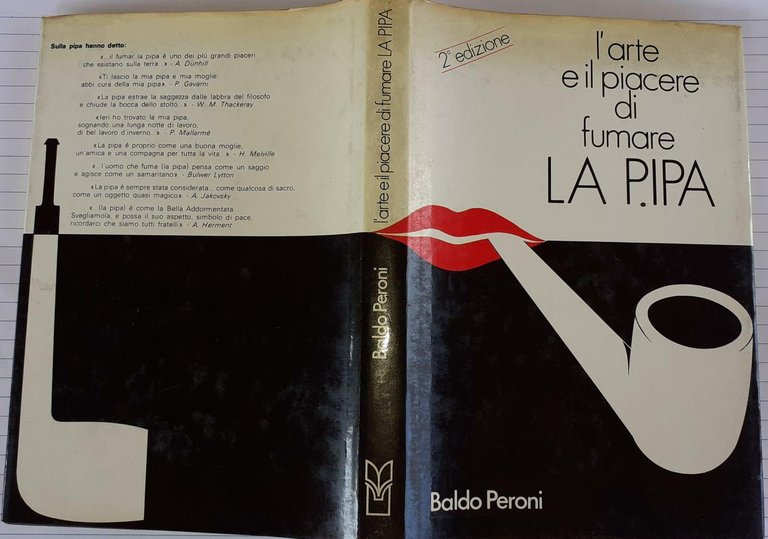 Sulla pipa hanno detto:
«... il fumar la pipa è uno dei più grandi piaceri
che esistano sulla terra...» - A. Dunhill
«Ti lascio la mia pipa e mia moglie:
abbi cura della mia pipa». - P. Gavarni
«La pipa estrae la saggezza dalle labbra del filosofo
e chiude la bocca dello stolto...» - W. M. Thackeray
«Ieri ho trovato la mia pipa,
sognando una lunga notte di lavoro,
di bel lavoro d'inverno...». - P. Mallarmé
«La pipa è proprio come una buona moglie,
un'amica e una compagna per tutta la vita...» - H. Melville
«...l'uomo che fuma (la pipa) pensa come un saggio
e agisce come un samaritano». - Bulwer Lytton
«La pipa è sempre stata considerata... come qualcosa di sacro,
come un oggetto quasi magico». - A. Jakovsky
«...(la pipa) è come la Bella Addormentata.
Svegliamola, e possa il suo aspetto, simbolo di pace,
ricordarci che siamo tutti fratelli». - A. Herment
l'arte e il piacere di fumare LA PIPA
Baldo Peroni
2ª edizione
l'arte
e il piacere
di
fumare
LA P.IPA
Baldo Peroni